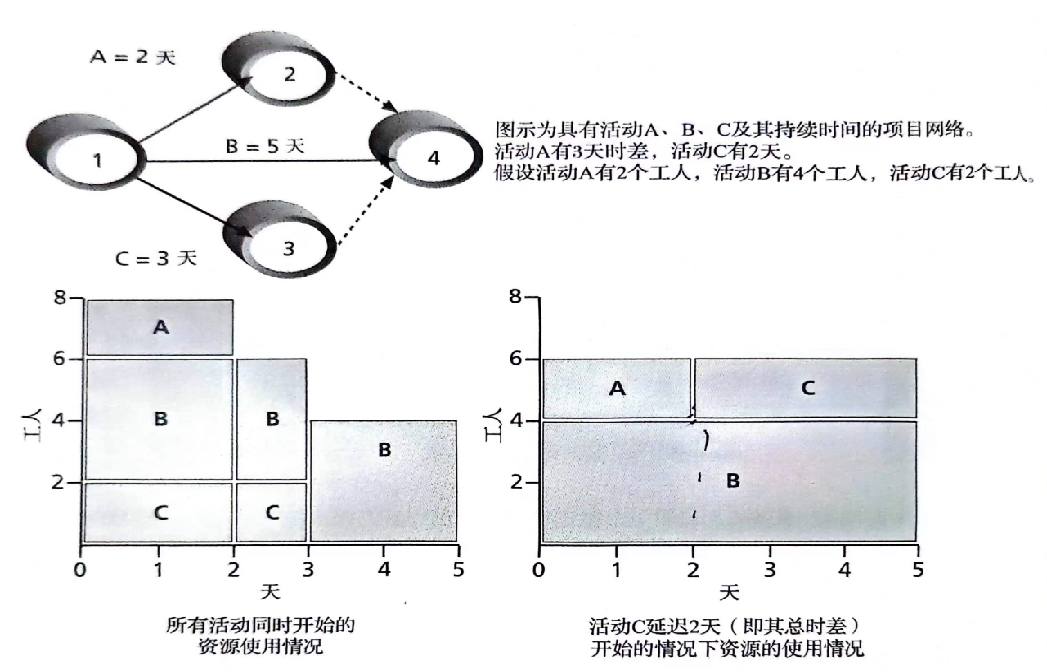 A = 2 天
2
1
B = 5 天
4
C = 3 天
3
图示为具有活动A、B、C及其持续时间的项目网络。
活动A有3天时差，活动C有2天。
假设活动A有2个工人，活动B有4个工人，活动C有2个工人。
8
6
4
2
工人
A
B
B
B
C
C
0 1 2 3 4 5
天
所有活动同时开始的
资源使用情况
8
6
4
2
工人
A
C
B
0 1 2 3 4 5
天
活动C延迟2天（即其总时差）
开始的情况下资源的使用情况